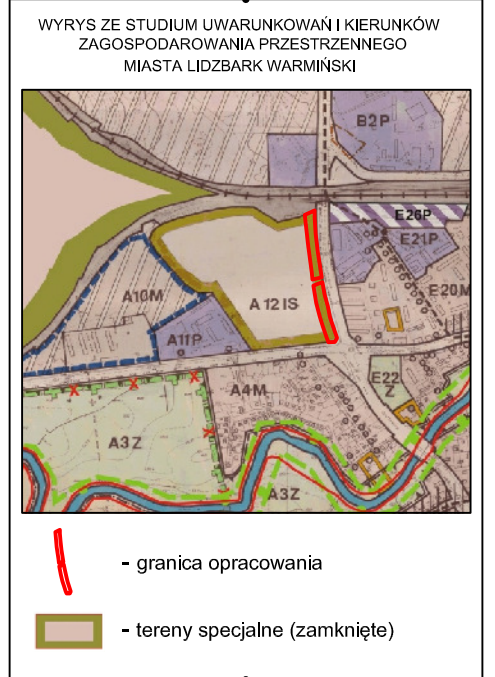 WYRYS ZE STUDIUM UWARUNKOWAŃ I KIERUNKÓW
ZAGOSPODAROWANIA PRZESTRZENNEGO
MIASTA LIDZBARK WARMIŃSKI
B2P
E26P
E21P
A10M
A12IS
E20M
A11P
A4M
E22
Z
A3Z
A3Z
- granica opracowania
- tereny specjalne (zamknięte)